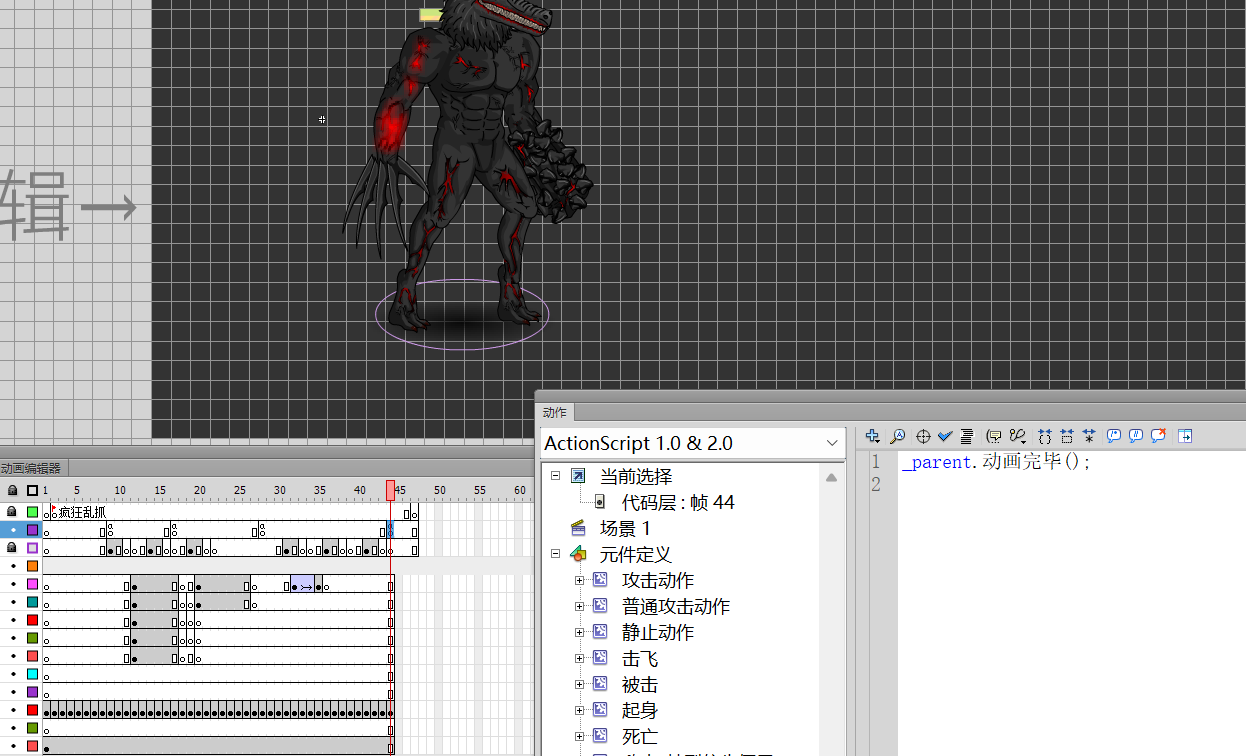 辑→
动作
ActionScript 1.0 & 2.0
当前选择
代码层 : 帧 44
场景 1
元件定义
攻击动作
普通攻击动作
静止动作
击飞
被击
起身
死亡
1 _parent.动画完毕();
2
动画编辑器
1 5 10 15 20 25 30 35 40 45 50 55 60
疯狂乱抓